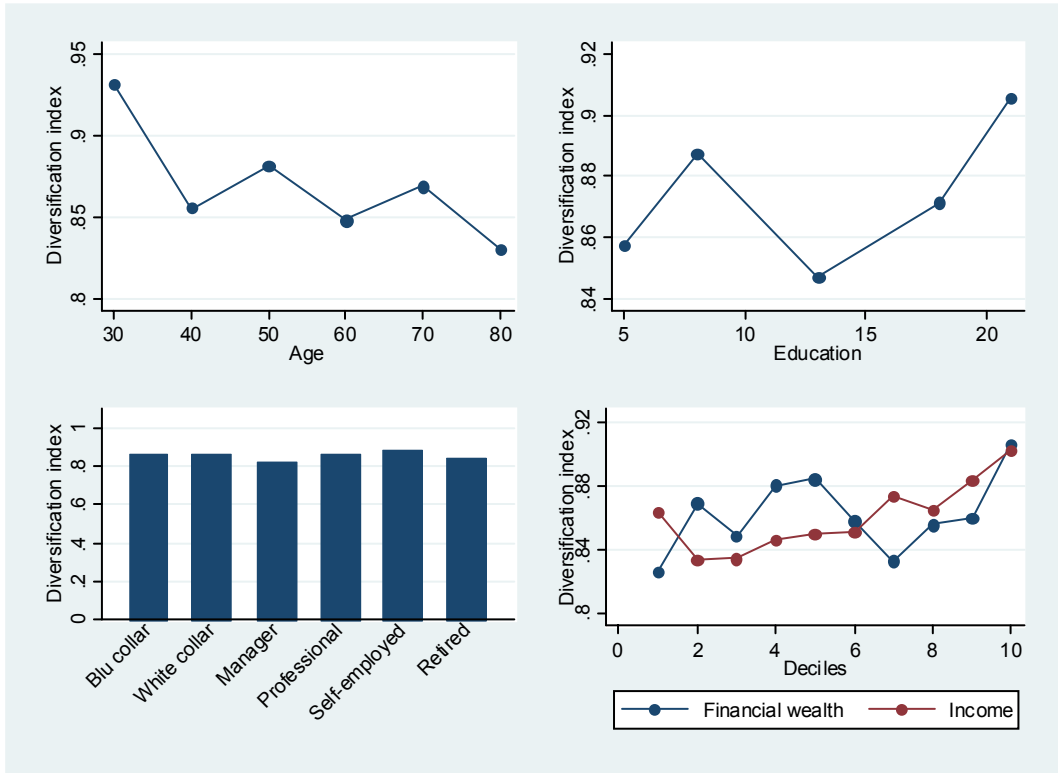 Diversification index
.95
.9
.85
.8
30 40 50 60 70 80
Age
Diversification index
.92
.9
.88
.86
.84
5 10 15 20
Education
Diversification index
1
.8
.6
.4
.2
0
Blu collar
White collar
Manager
Professional
Self-employed
Retired
Diversification index
.92
.88
.84
.8
0 2 4 6 8 10
Deciles
Financial wealth Income